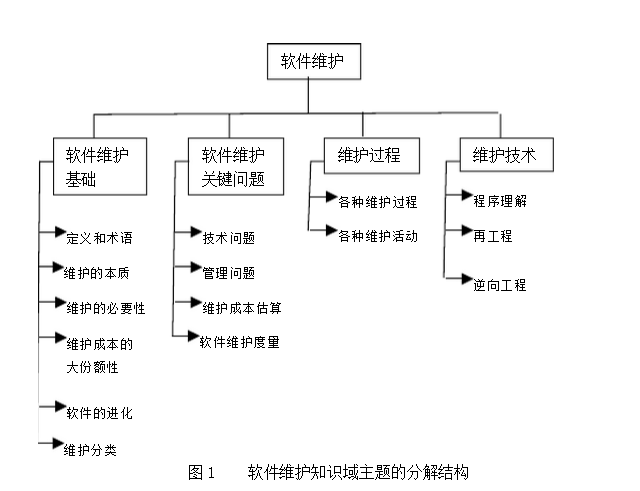 软件维护
软件维护
基础
定义和术语
维护的本质
维护的必要性
维护成本的
大份额性
软件的进化
维护分类
软件维护
关键问题
技术问题
管理问题
维护成本估算
软件维护度量
维护过程
各种维护过程
各种维护活动
维护技术
程序理解
再工程
逆向工程
图1 软件维护知识域主题的分解结构